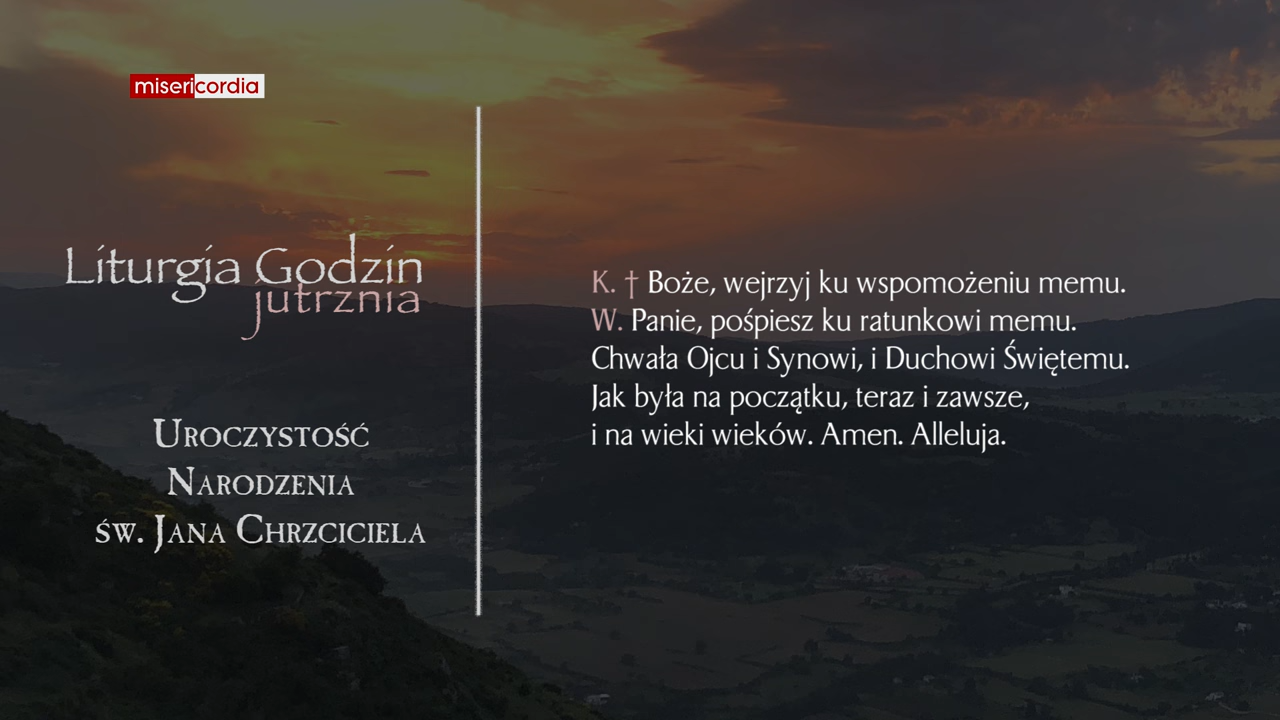 misericordia
Liturgia Godzin
jutrznia
Uroczystość
Narodzenia
św. Jana Chrzciciela
K. † Boże, wejrzyj ku wspomożeniu memu.
W. Panie, pośpiesz ku ratunkowi memu.
Chwała Ojcu i Synowi, i Duchowi Świętemu.
Jak była na początku, teraz i zawsze,
i na wieki wieków. Amen. Alleluja.